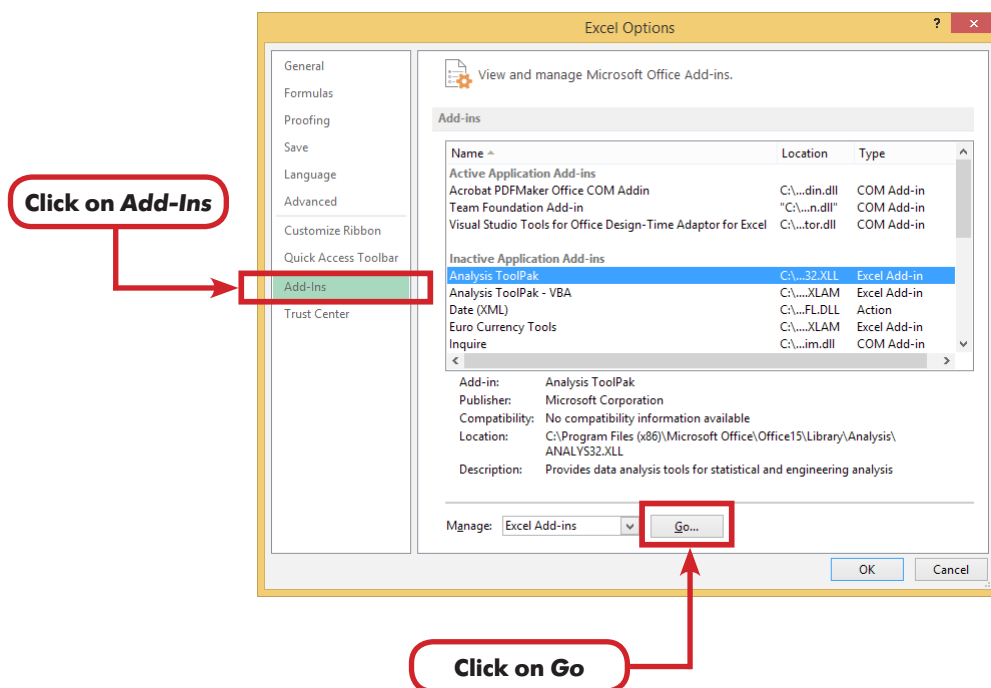 Excel Options
?
General
Formulas
Proofing
Save
Language
Advanced
Customize Ribbon
Quick Access Toolbar
Add-Ins
Trust Center
View and manage Microsoft Office Add-ins.
Add-ins
Name Location Type
Active Application Add-ins
Acrobat PDFMaker Office COM Addin C:\...din.dll COM Add-in
Team Foundation Add-in "C:\...n.dll" COM Add-in
Visual Studio Tools for Office Design-Time Adaptor for Excel C:\...tor.dll COM Add-in
Inactive Application Add-ins
Analysis ToolPak C:\...32.XLL Excel Add-in
Analysis ToolPak - VBA C:\....XLAM Excel Add-in
Date (XML) C:\...FL.DLL Action
Euro Currency Tools C:\....XLAM Excel Add-in
Inquire C:\...im.dll COM Add-in
Add-in: Analysis ToolPak
Publisher: Microsoft Corporation
Compatibility: No compatibility information available
Location: C:\Program Files (x86)\Microsoft Office\Office15\Library\Analysis\
ANALYS32.XLL
Description: Provides data analysis tools for statistical and engineering analysis
Manage: Excel Add-ins Go...
OK Cancel
Click on Add-Ins
Click on Go